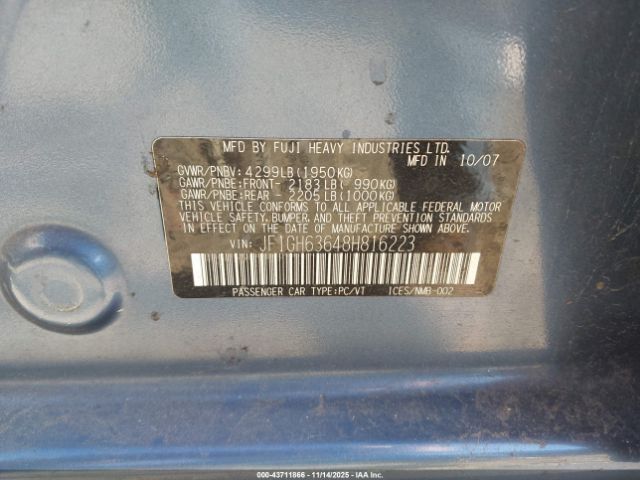 MFD BY FUJI HEAVY INDUSTRIES LTD.
MFD IN 10/07
GVWR/PNBV: 4299LB(1950KG)
GAWR/PNBE:FRONT- 2183LB( 990KG)
GAWR/PNBE:REAR - 2205LB(1000KG)
THIS VEHICLE CONFORMS TO ALL APPLICABLE FEDERAL MOTOR
VEHICLE SAFETY,BUMPER, AND THEFT PREVENTION STANDARDS
IN EFFECT ON THE DATE OF MANUFACTURE SHOWN ABOVE.
VIN: JF1GH63648H816223
PASSENGER CAR TYPE:PC/VT ICES/NMB-002
000-43711866 - 11/14/2025 - IAAI.COM